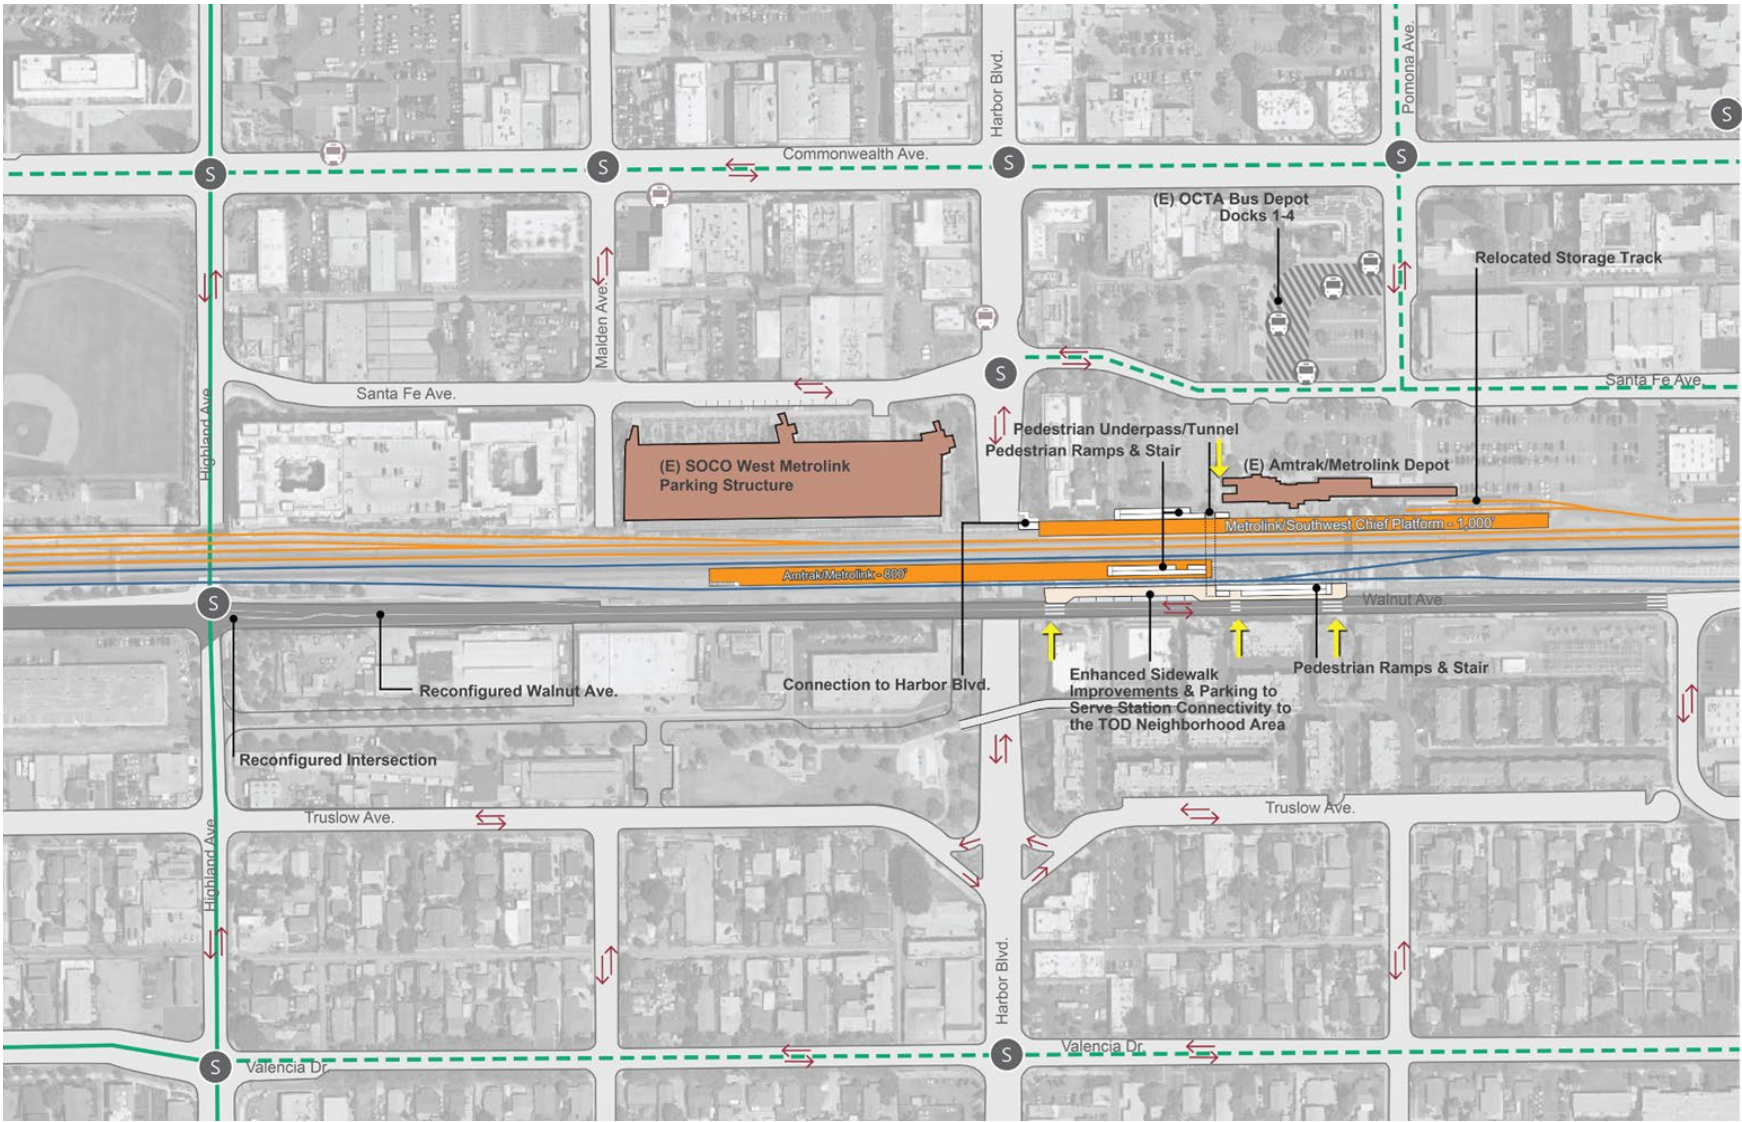 Harbor Blvd.
Pomona Ave.
S
Commonwealth Ave.
S
S
S
S
(E) OCTA Bus Depot
Docks 1-4
Relocated Storage Track
Malden Ave.
S
Santa Fe Ave.
Santa Fe Ave.
Highland Ave.
Pedestrian Underpass/Tunnel
Pedestrian Ramps & Stair
(E) SOCO West Metrolink
Parking Structure
(E) Amtrak/Metrolink Depot
Metrolink/Southwest Chief Platform - 1,000'
Amtrak/Metrolink - 800'
S
Walnut Ave.
Reconfigured Walnut Ave.
Connection to Harbor Blvd.
Enhanced Sidewalk
Improvements & Parking to
Serve Station Connectivity to
the TOD Neighborhood Area
Pedestrian Ramps & Stair
Reconfigured Intersection
Truslow Ave.
Truslow Ave.
Highland Ave.
Harbor Blvd.
S
Valencia Dr.
S
Valencia Dr.